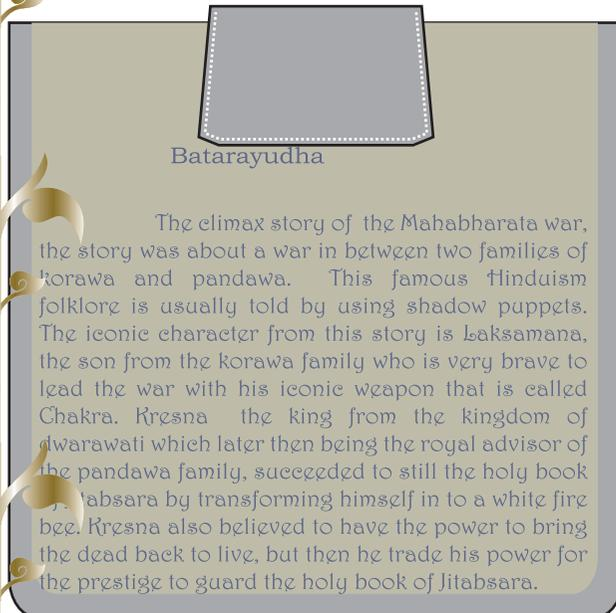 Batarayudha
The climax story of the Mahabharata war,
the story was about a war in between two families of
korawa and pandawa. This famous Hinduism
folklore is usually told by using shadow puppets.
The iconic character from this story is Laksamana,
the son from the korawa family who is very brave to
lead the war with his iconic weapon that is called
Chakra. Kresna the king from the kingdom of
dwarawati which later then being the royal advisor of
the pandawa family, succeeded to still the holy book
of Jitabsara by transforming himself in to a white fire
bee. Kresna also believed to have the power to bring
the dead back to live, but then he trade his power for
the prestige to guard the holy book of Jitabsara.